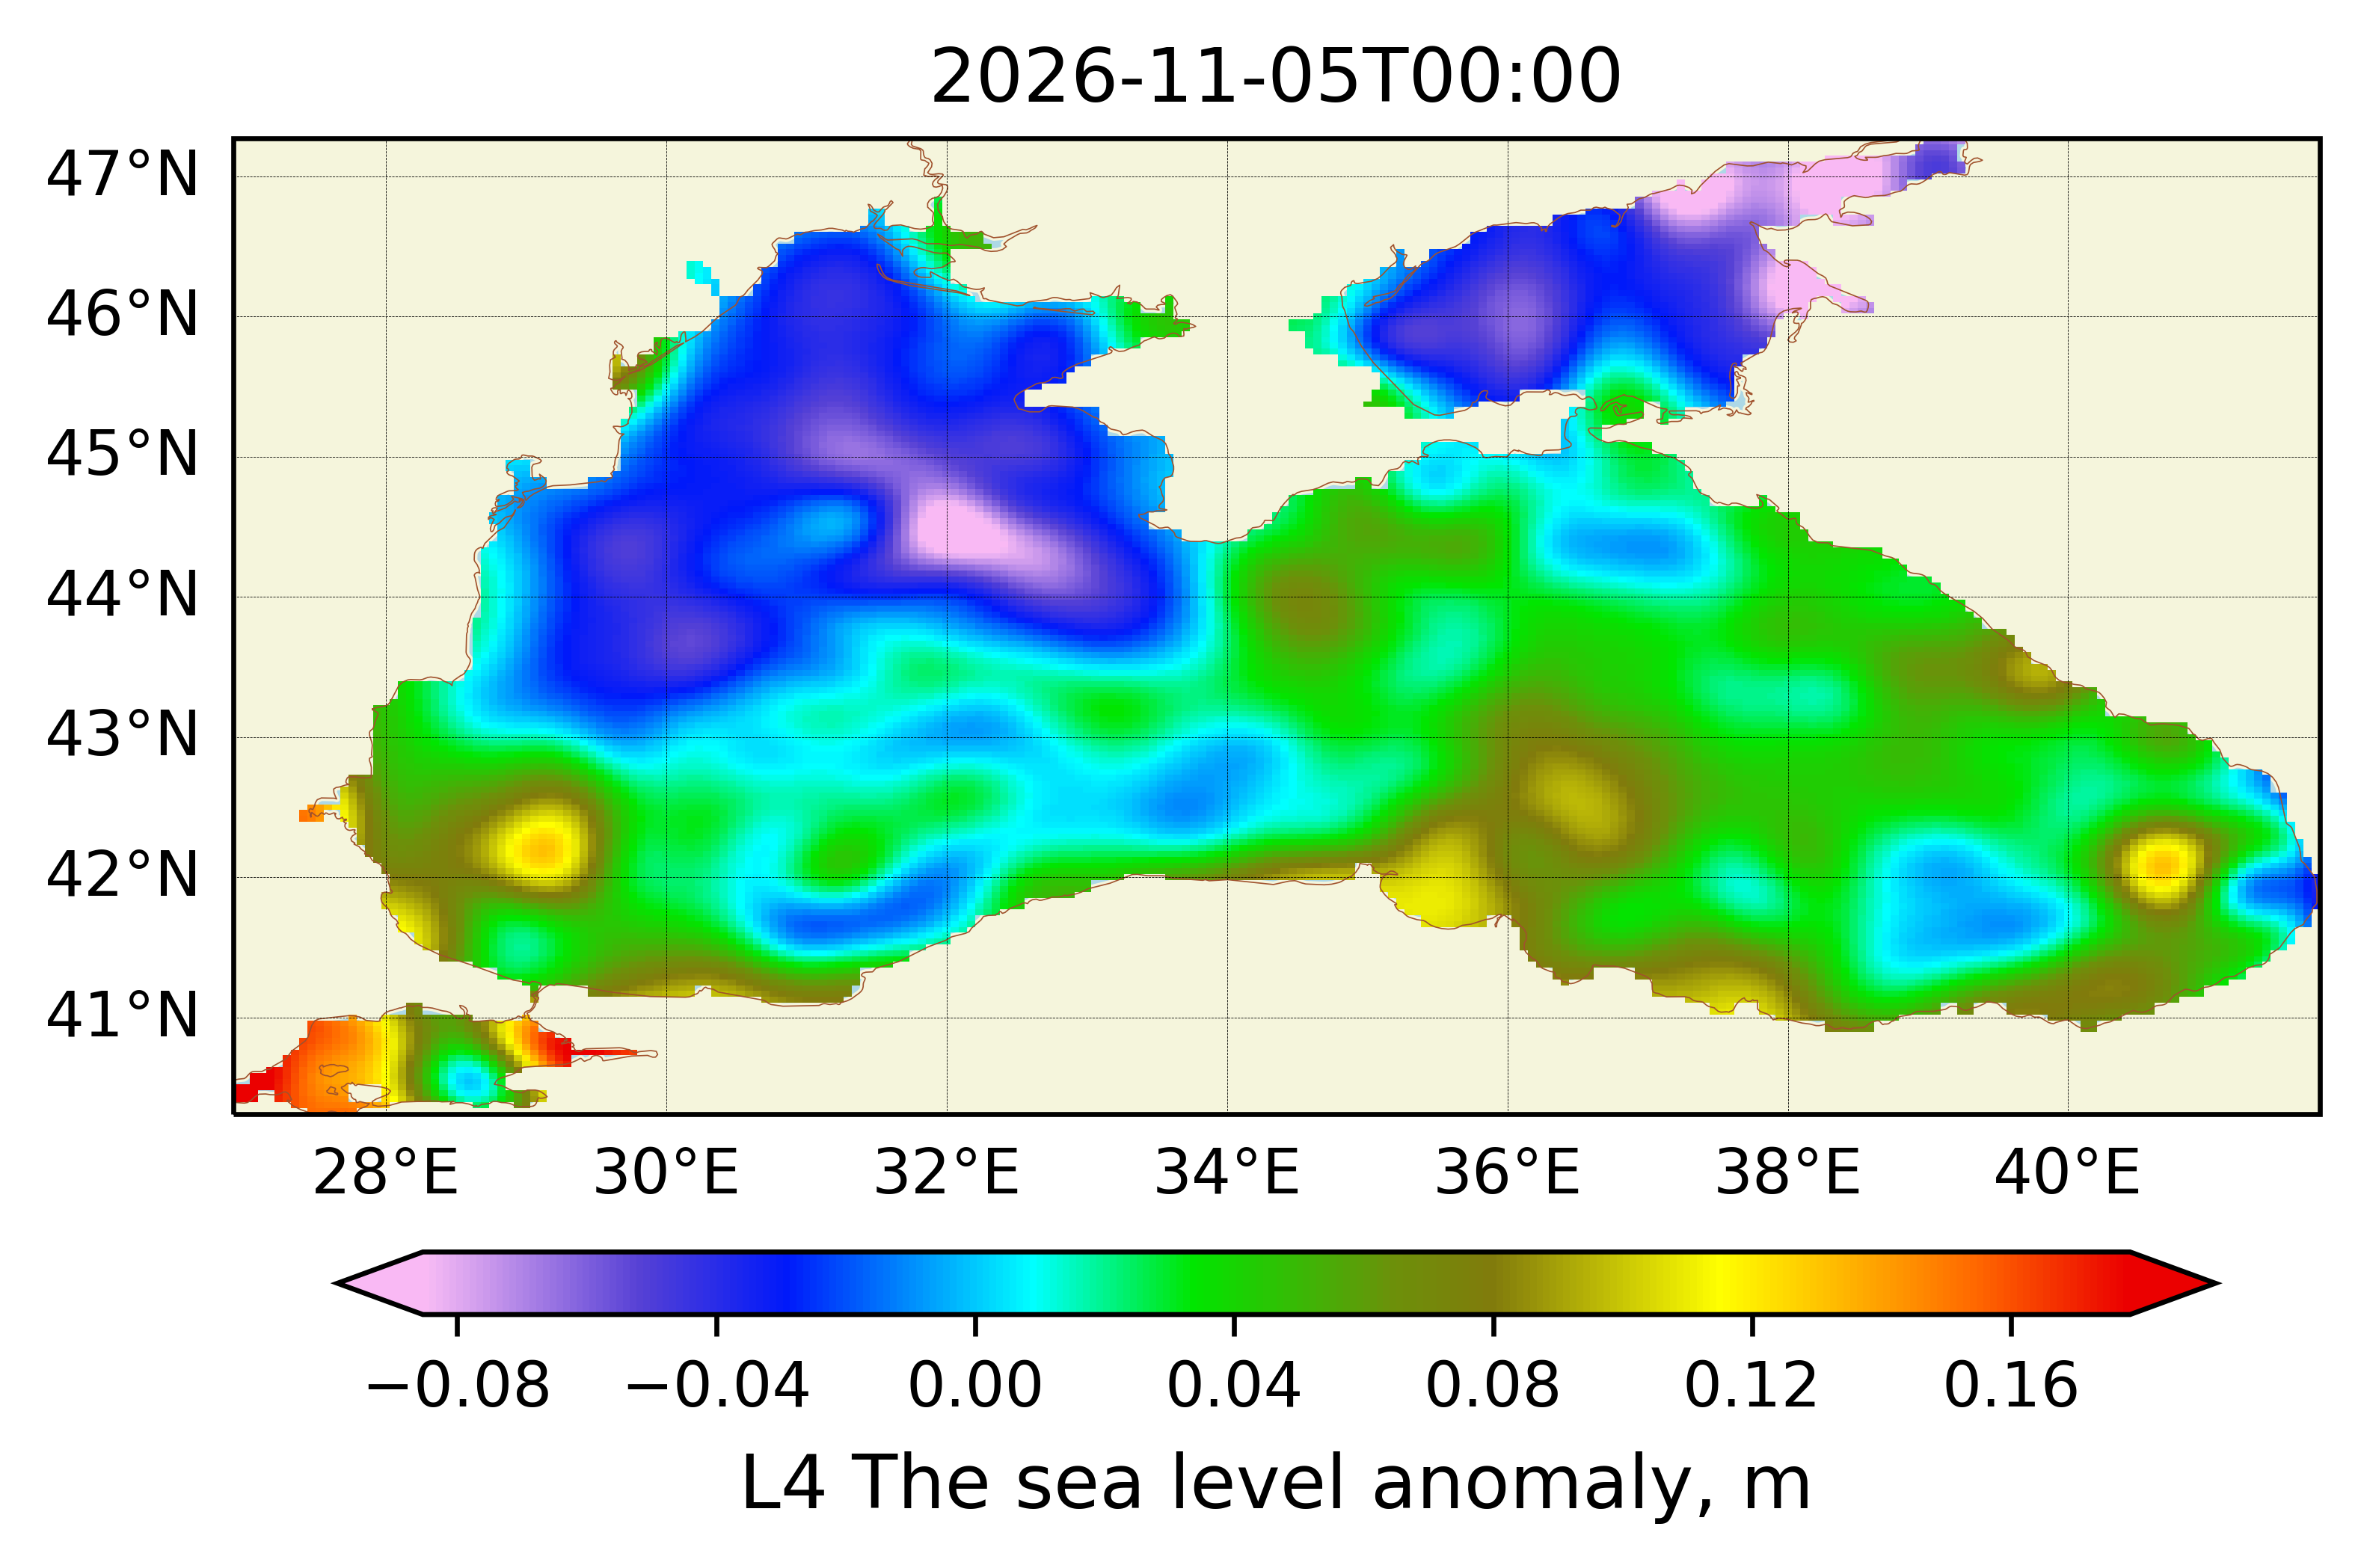 2026-11-05T00:00
47°N
46°N
45°N
44°N
43°N
42°N
41°N
28°E 30°E 32°E 34°E 36°E 38°E 40°E
−0.08 −0.04 0.00 0.04 0.08 0.12 0.16
L4 The sea level anomaly, m